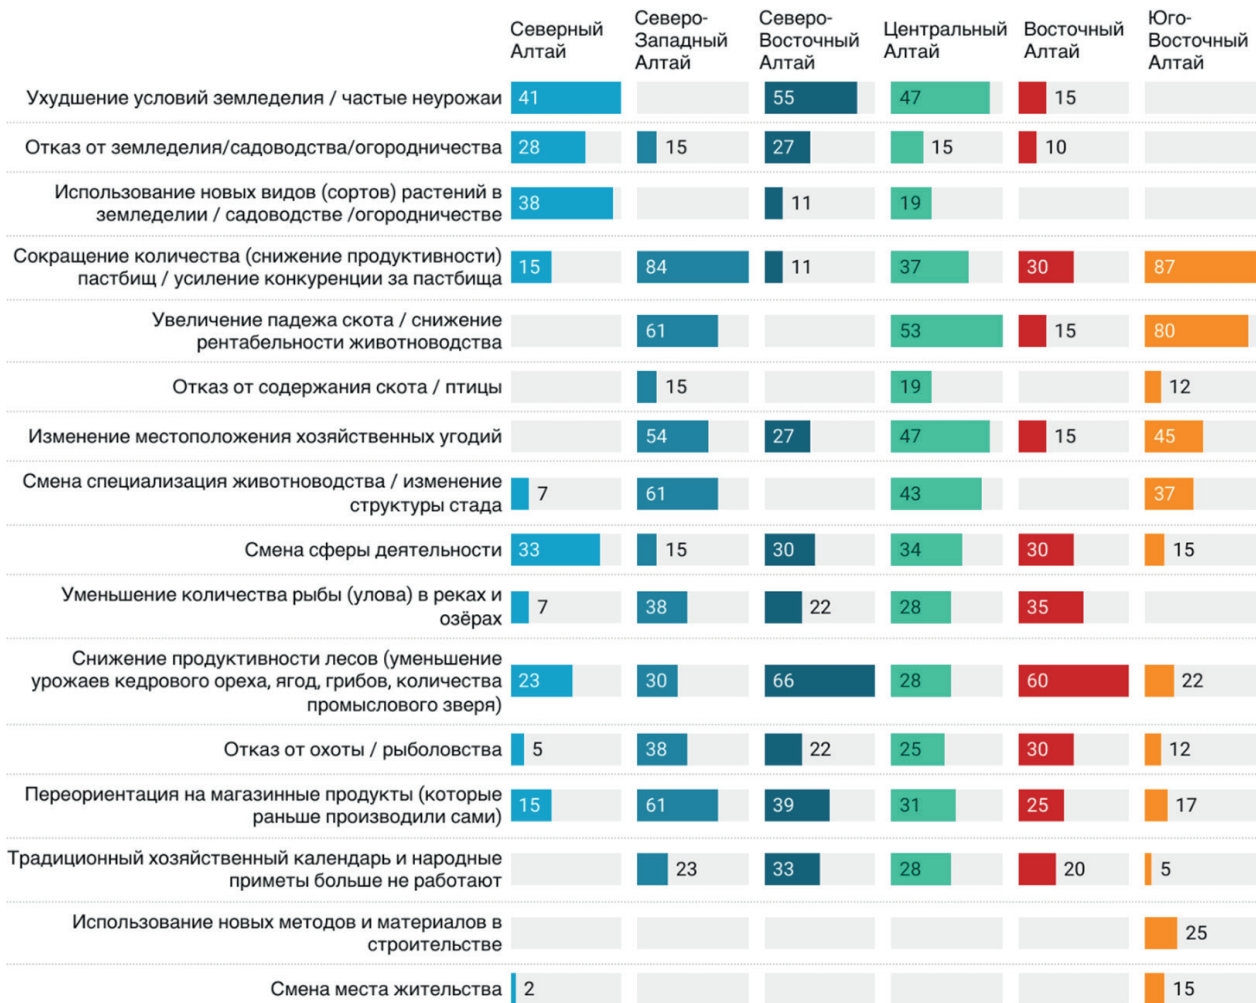 Северный
Алтай
Северо-
Западный
Алтай
Северо-
Восточный
Алтай
Центральный
Алтай
Восточный
Алтай
Юго-
Восточный
Алтай
Ухудшение условий земледелия / частые неурожаи 41 55 47 15
Отказ от земледелия/садоводства/огородничества 28 15 27 15 10
Использование новых видов (сортов) растений в
земледелии / садоводстве /огородничестве
38 11 19
Сокращение количества (снижение продуктивности)
пастбищ / усиление конкуренции за пастбища
15 84 11 37 30 87
Увеличение падежа скота / снижение
рентабельности животноводства
61 53 15 80
Отказ от содержания скота / птицы 15 19 12
Изменение местоположения хозяйственных угодий 54 27 47 15 45
Смена специализация животноводства / изменение
структуры стада
7 61 43 37
Смена сферы деятельности 33 15 30 34 30 15
Уменьшение количества рыбы (улова) в реках и
озёрах
7 38 22 28 35
Снижение продуктивности лесов (уменьшение
урожаев кедрового ореха, ягод, грибов, количества
промыслового зверя)
23 30 66 28 60 22
Отказ от охоты / рыболовства 5 38 22 25 30 12
Переориентация на магазинные продукты (которые
раньше производили сами)
15 61 39 31 25 17
Традиционный хозяйственный календарь и народные
приметы больше не работают
23 33 28 20 5
Использование новых методов и материалов в
строительстве
25
Смена места жительства 2 15